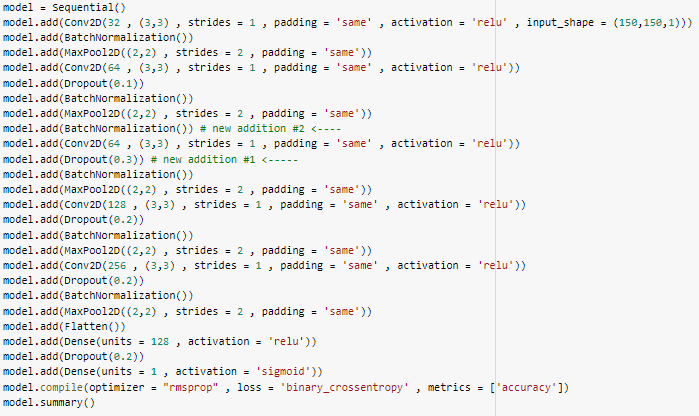 model = Sequential()
model.add(Conv2D(32 , (3,3) , strides = 1 , padding = 'same' , activation = 'relu' , input_shape = (150,150,1)))
model.add(BatchNormalization())
model.add(MaxPool2D((2,2) , strides = 2 , padding = 'same'))
model.add(Conv2D(64 , (3,3) , strides = 1 , padding = 'same' , activation = 'relu'))
model.add(Dropout(0.1))
model.add(BatchNormalization())
model.add(MaxPool2D((2,2) , strides = 2 , padding = 'same'))
model.add(BatchNormalization()) # new addition #2 <----
model.add(Conv2D(64 , (3,3) , strides = 1 , padding = 'same' , activation = 'relu'))
model.add(Dropout(0.3)) # new addition #1 <-----
model.add(BatchNormalization())
model.add(MaxPool2D((2,2) , strides = 2 , padding = 'same'))
model.add(Conv2D(128 , (3,3) , strides = 1 , padding = 'same' , activation = 'relu'))
model.add(Dropout(0.2))
model.add(BatchNormalization())
model.add(MaxPool2D((2,2) , strides = 2 , padding = 'same'))
model.add(Conv2D(256 , (3,3) , strides = 1 , padding = 'same' , activation = 'relu'))
model.add(Dropout(0.2))
model.add(BatchNormalization())
model.add(MaxPool2D((2,2) , strides = 2 , padding = 'same'))
model.add(Flatten())
model.add(Dense(units = 128 , activation = 'relu'))
model.add(Dropout(0.2))
model.add(Dense(units = 1 , activation = 'sigmoid'))
model.compile(optimizer = "rmsprop" , loss = 'binary_crossentropy' , metrics = ['accuracy'])
model.summary()